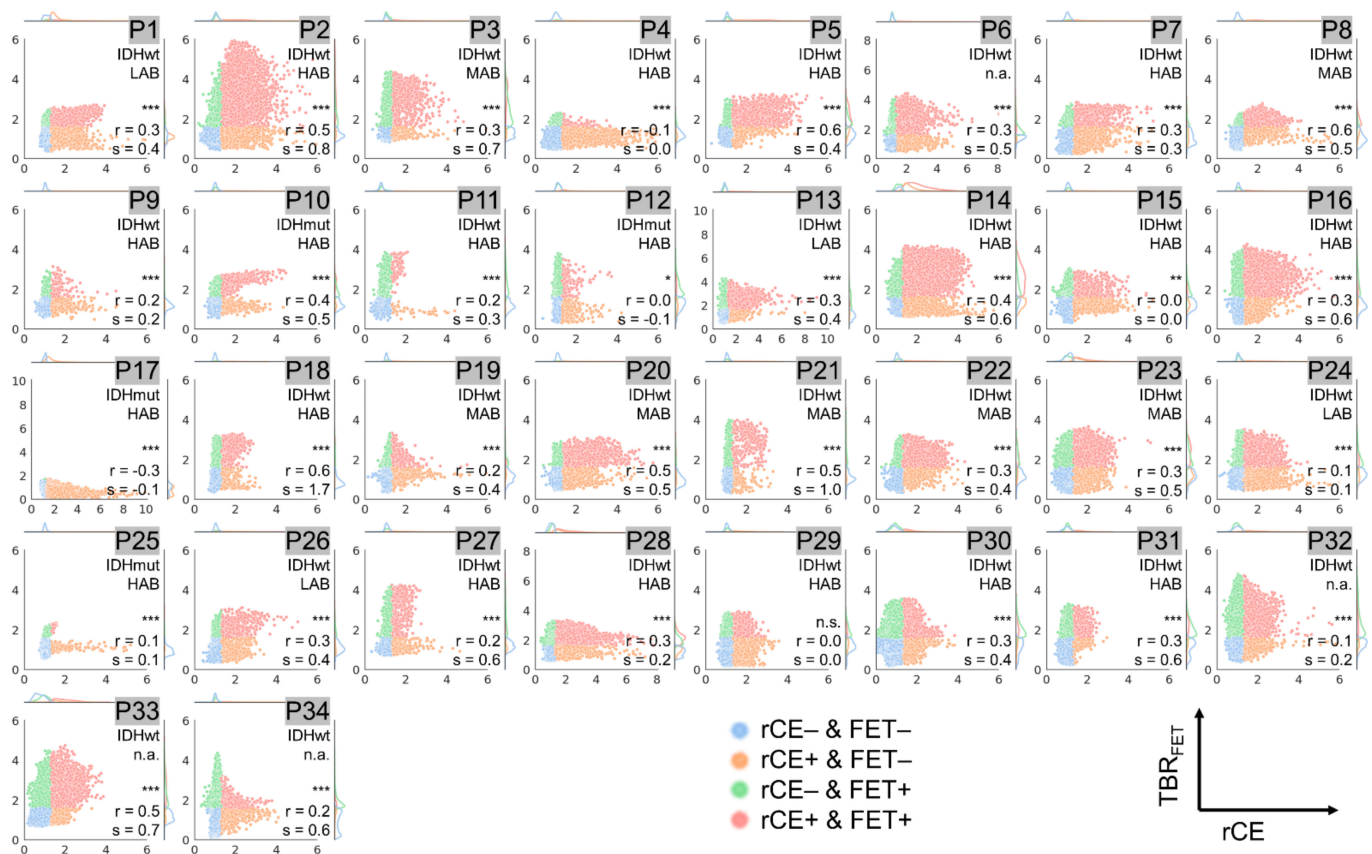 P1
IDHwt
LAB
***
r = 0.3
s = 0.4
P2
IDHwt
HAB
***
r = 0.5
s = 0.8
P3
IDHwt
MAB
***
r = 0.3
s = 0.7
P4
IDHwt
HAB
***
r = -0.1
s = 0.0
P5
IDHwt
HAB
***
r = 0.6
s = 0.4
P6
IDHwt
n.a.
***
r = 0.3
s = 0.5
P7
IDHwt
HAB
***
r = 0.3
s = 0.3
P8
IDHwt
MAB
***
r = 0.6
s = 0.5
P9
IDHwt
HAB
***
r = 0.2
s = 0.2
P10
IDHmut
HAB
***
r = 0.4
s = 0.5
P11
IDHwt
HAB
***
r = 0.2
s = 0.3
P12
IDHmut
HAB
*
r = 0.0
s = -0.1
P13
IDHwt
LAB
***
r = 0.3
s = 0.4
P14
IDHwt
HAB
***
r = 0.4
s = 0.6
P15
IDHwt
HAB
**
r = 0.0
s = 0.0
P16
IDHwt
HAB
***
r = 0.3
s = 0.6
P17
IDHmut
HAB
***
r = -0.3
s = -0.1
P18
IDHwt
HAB
***
r = 0.6
s = 1.7
P19
IDHwt
MAB
***
r = 0.2
s = 0.4
P20
IDHwt
MAB
***
r = 0.5
s = 0.5
P21
IDHwt
MAB
***
r = 0.5
s = 1.0
P22
IDHwt
MAB
***
r = 0.3
s = 0.4
P23
IDHwt
MAB
***
r = 0.3
s = 0.5
P24
IDHwt
LAB
***
r = 0.1
s = 0.1
P25
IDHmut
HAB
***
r = 0.1
s = 0.1
P26
IDHwt
LAB
***
r = 0.3
s = 0.4
P27
IDHwt
HAB
***
r = 0.2
s = 0.6
P28
IDHwt
HAB
***
r = 0.3
s = 0.2
P29
IDHwt
HAB
n.s.
r = 0.0
s = 0.0
P30
IDHwt
HAB
***
r = 0.3
s = 0.4
P31
IDHwt
HAB
***
r = 0.3
s = 0.6
P32
IDHwt
n.a.
***
r = 0.1
s = 0.2
P33
IDHwt
n.a.
***
r = 0.5
s = 0.7
P34
IDHwt
n.a.
***
r = 0.2
s = 0.6
rCE– & FET–
rCE+ & FET–
rCE– & FET+
rCE+ & FET+
TBR_FET
rCE